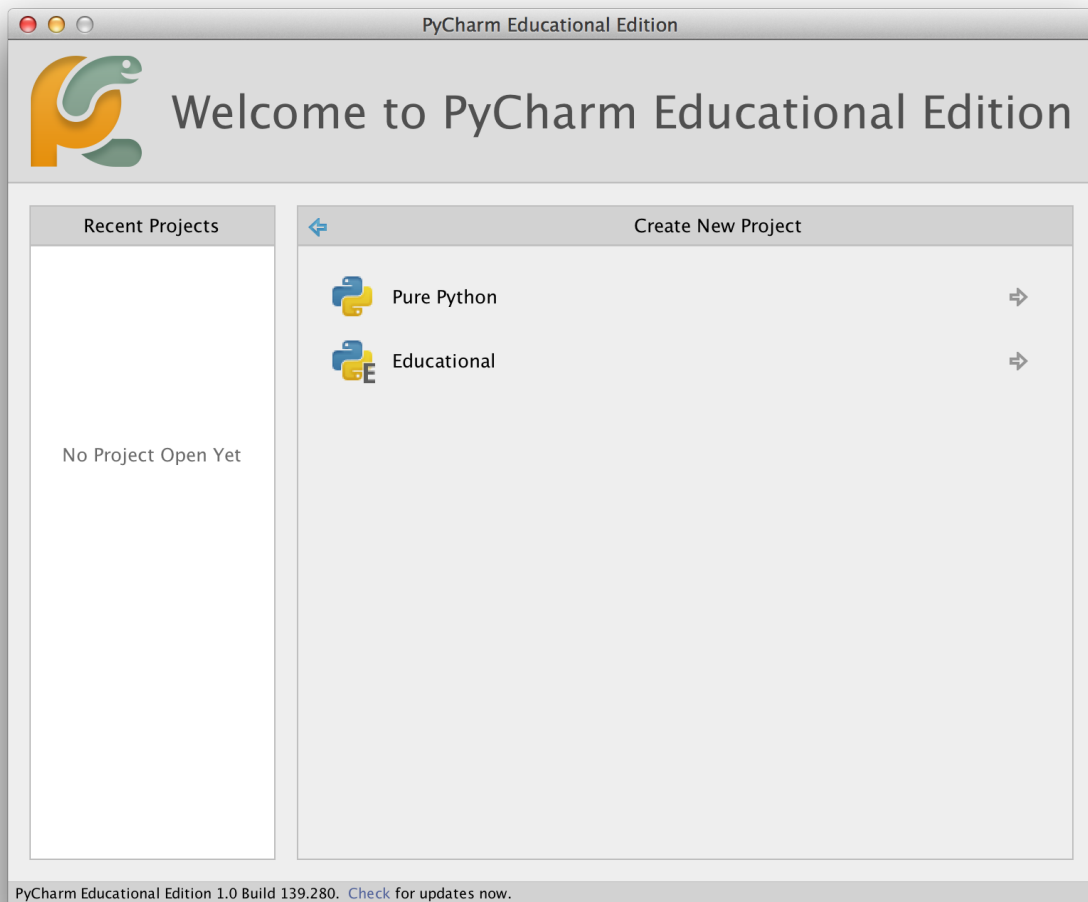 PyCharm Educational Edition
Welcome to PyCharm Educational Edition
Recent Projects
No Project Open Yet
Create New Project
Pure Python
E
Educational
PyCharm Educational Edition 1.0 Build 139.280. Check for updates now.